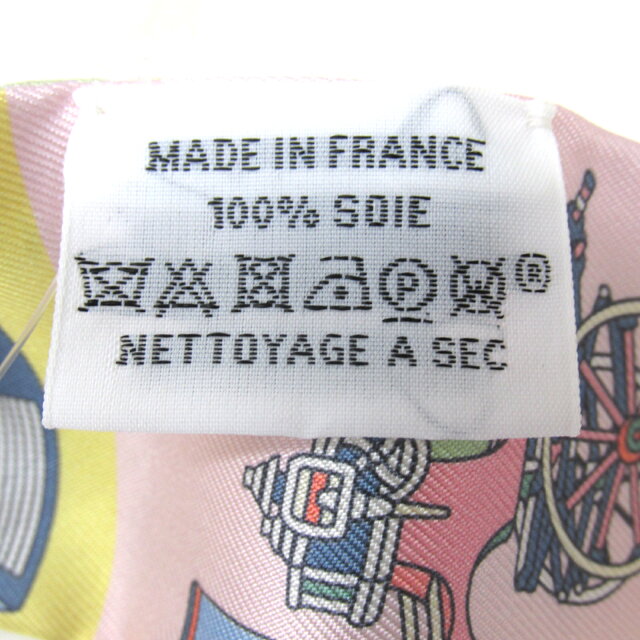 MADE IN FRANCE
100% SOIE
P ®
NETTOYAGE A SEC